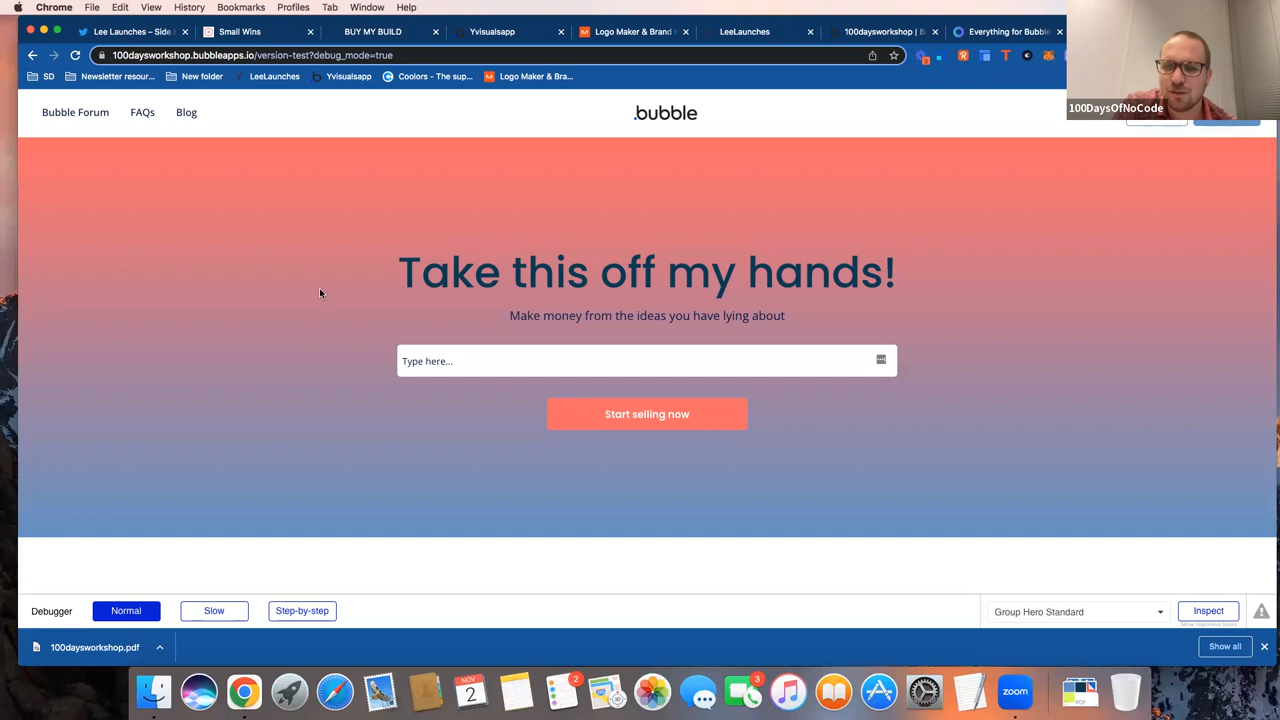 Chrome File Edit View History Bookmarks Profiles Tab Window Help
Lee Launches – Side Small Wins BUY MY BUILD Yvisualsapp Logo Maker & Brand LeeLaunches 100daysworkshop | B Everything for Bubble
100daysworkshop.bubbleapps.io/version-test?debug_mode=true
SD Newsletter resour... New folder LeeLaunches Yvisualsapp Coolors - The sup... Logo Maker & Bra...
100DaysOfNoCode
Bubble Forum FAQs Blog .bubble
Take this off my hands!
Make money from the ideas you have lying about
Type here...
Start selling now
Debugger Normal Slow Step-by-step Group Hero Standard Inspect
100daysworkshop.pdf Show all
NOV 2 3
2 zoom
PDF